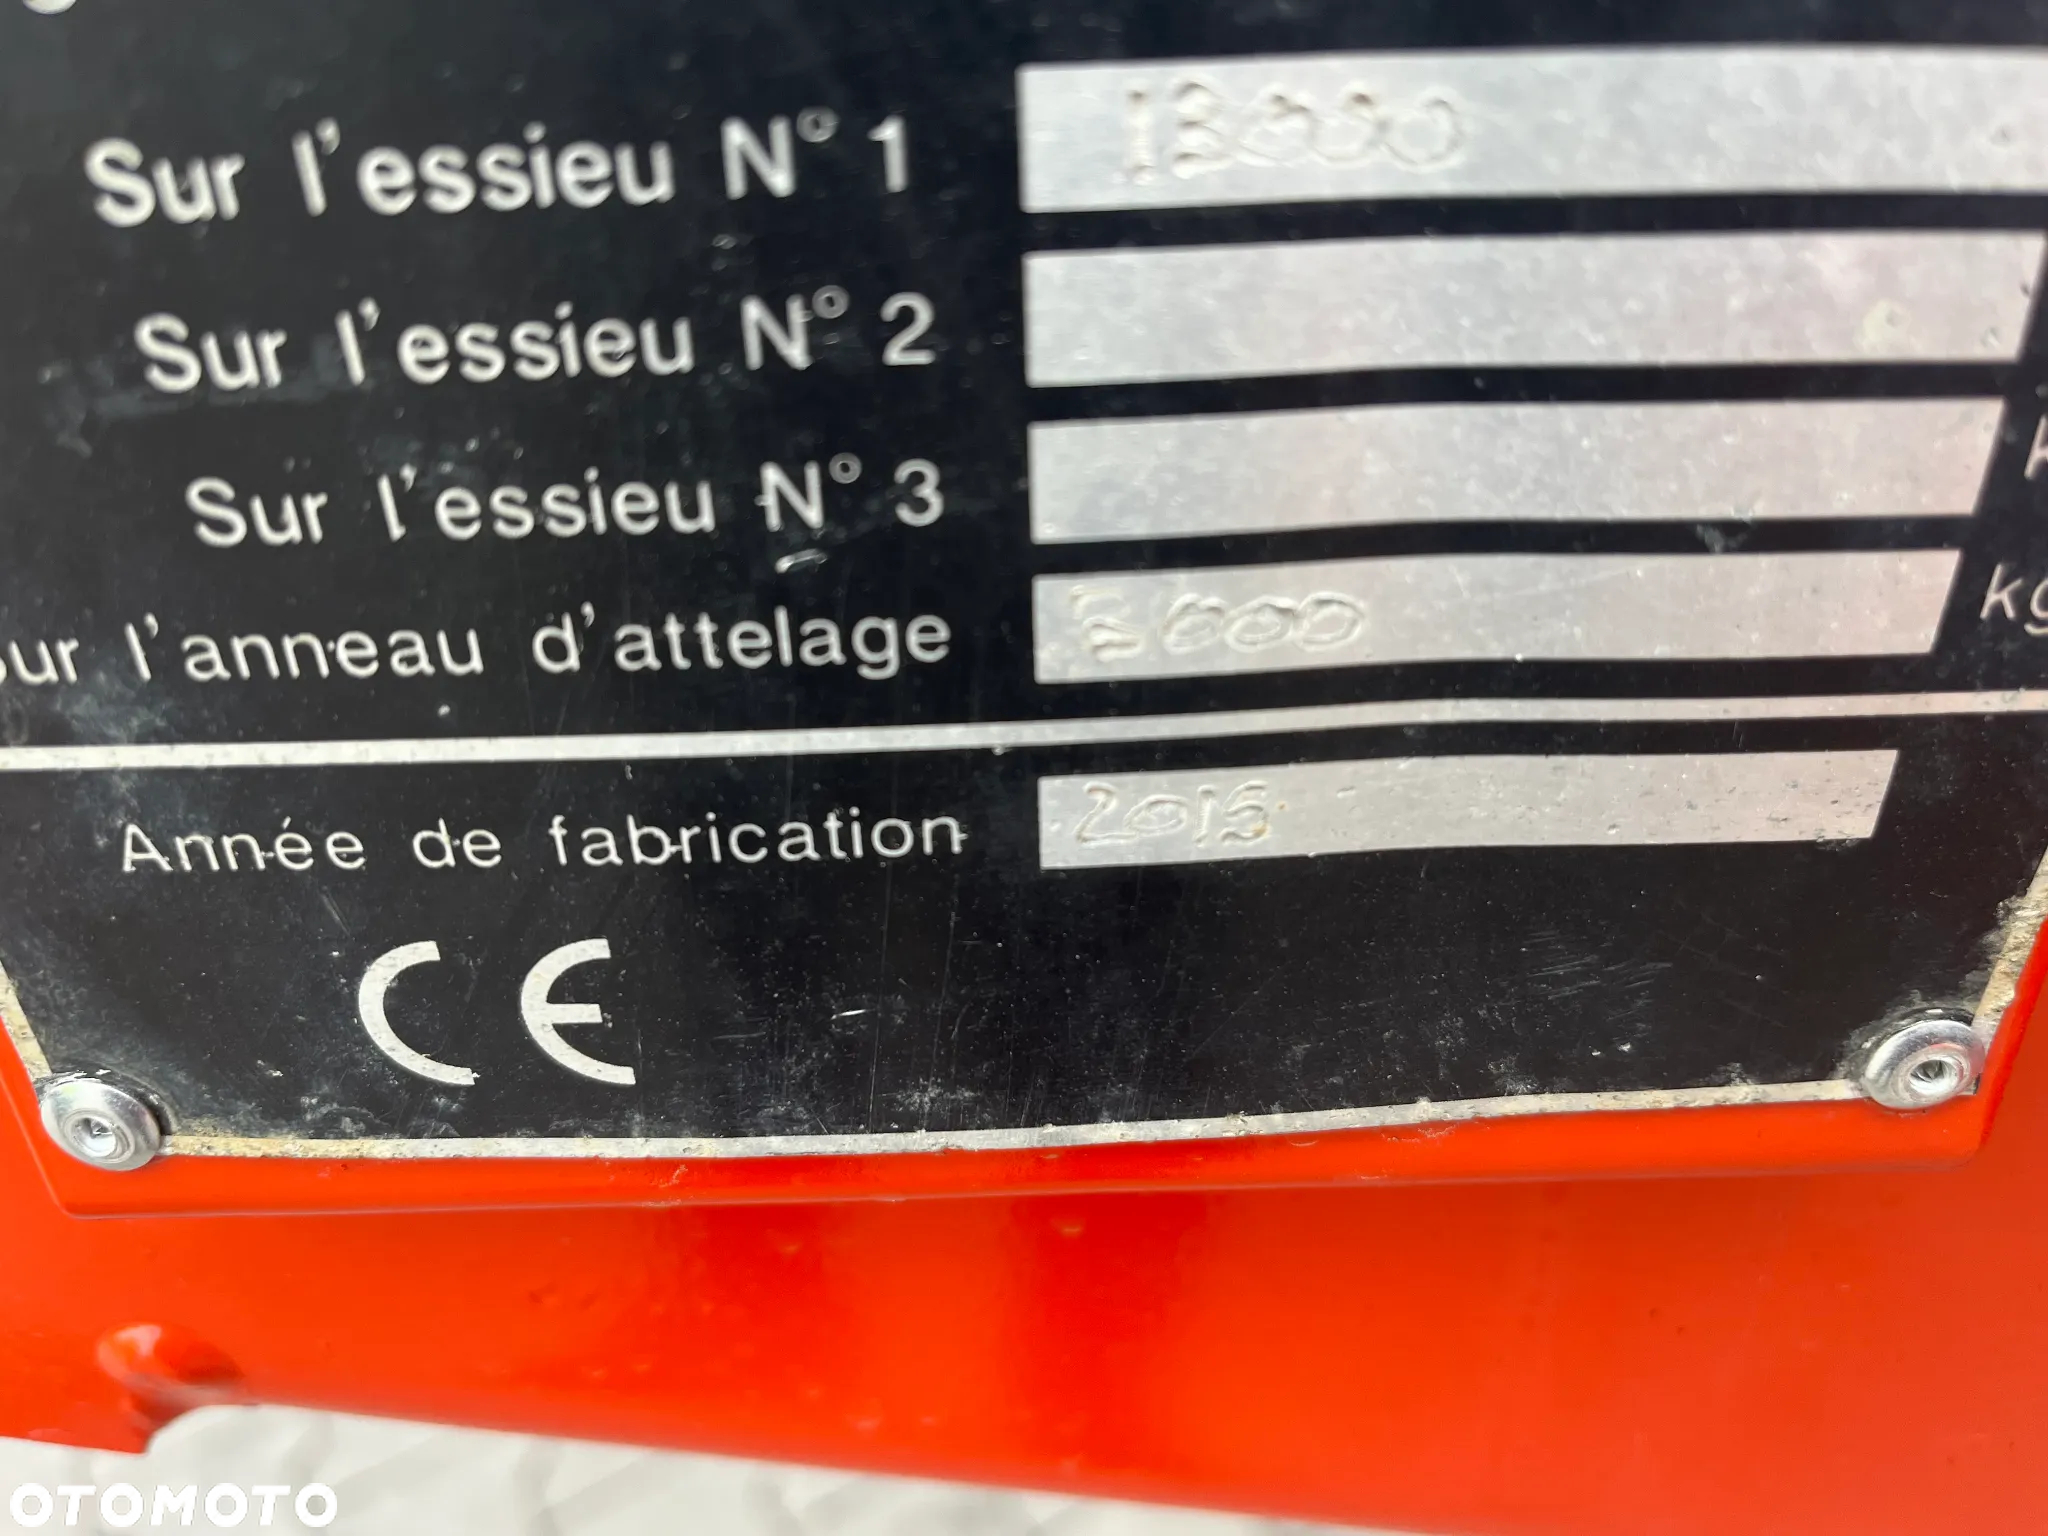 Sur l'essieu N° 1 13000
Sur l'essieu N° 2
Sur l'essieu N° 3
l'anneau d'attelage 3000 kg
Année de fabrication 2015
CE
OTOMOTO